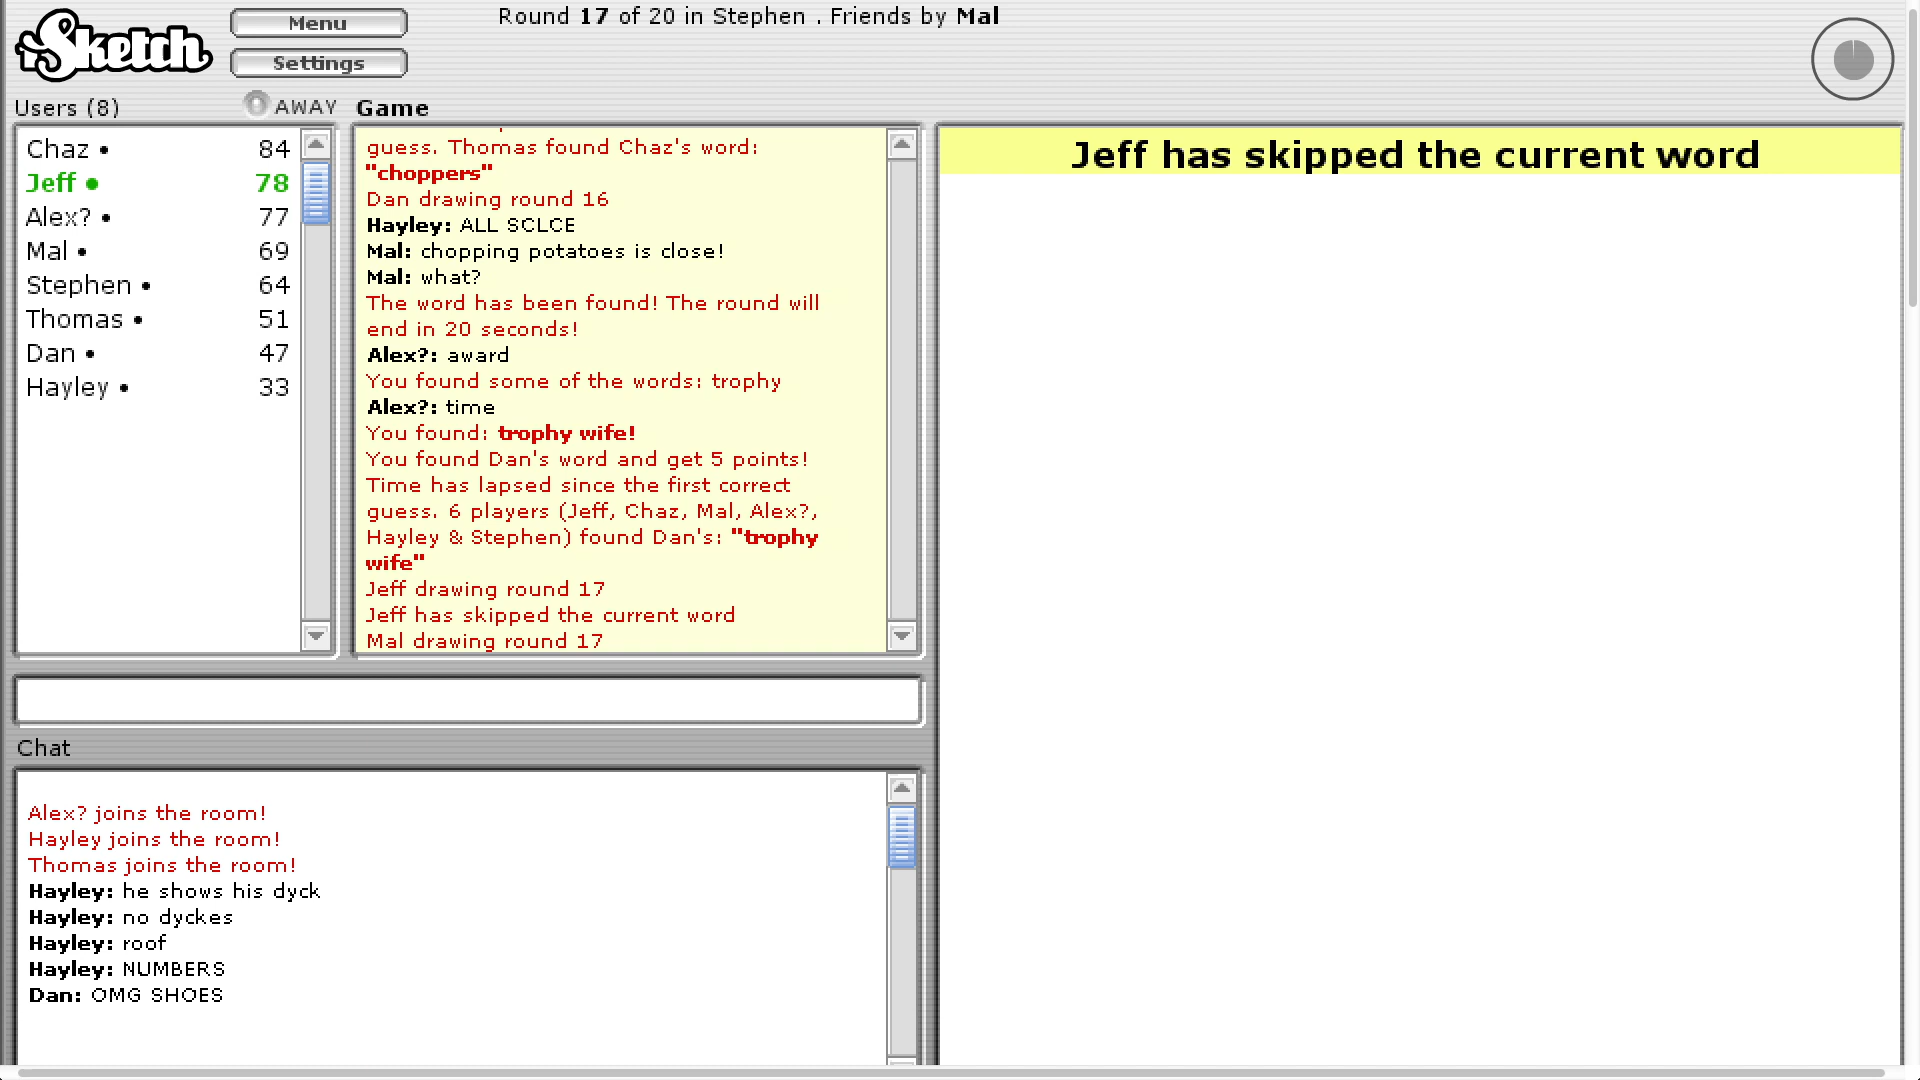 iSketch
Menu
Settings
Round 17 of 20 in Stephen . Friends by Mal
Users (8)
AWAY
Chaz • 84
Jeff • 78
Alex? • 77
Mal • 69
Stephen • 64
Thomas • 51
Dan • 47
Hayley • 33
Game
guess. Thomas found Chaz's word:
"choppers"
Dan drawing round 16
Hayley: ALL SCLCE
Mal: chopping potatoes is close!
Mal: what?
The word has been found! The round will
end in 20 seconds!
Alex?: award
You found some of the words: trophy
Alex?: time
You found: trophy wife!
You found Dan's word and get 5 points!
Time has lapsed since the first correct
guess. 6 players (Jeff, Chaz, Mal, Alex?,
Hayley & Stephen) found Dan's: "trophy
wife"
Jeff drawing round 17
Jeff has skipped the current word
Mal drawing round 17
Jeff has skipped the current word
Chat
Alex? joins the room!
Hayley joins the room!
Thomas joins the room!
Hayley: he shows his dyck
Hayley: no dyckes
Hayley: roof
Hayley: NUMBERS
Dan: OMG SHOES